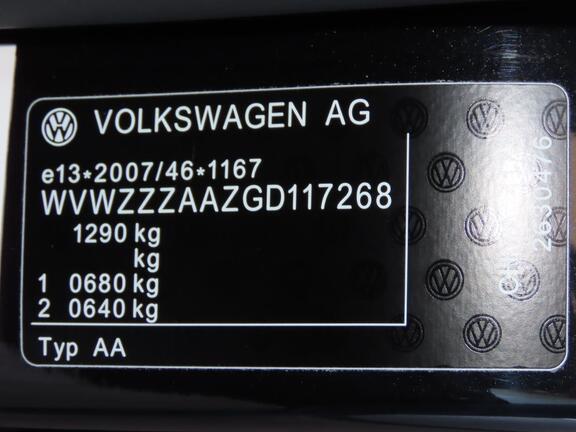 VOLKSWAGEN AG
e13*2007/46*1167
WVWZZZAAZGD117268
1290 kg
kg
1 0680 kg
2 0640 kg
Typ AA